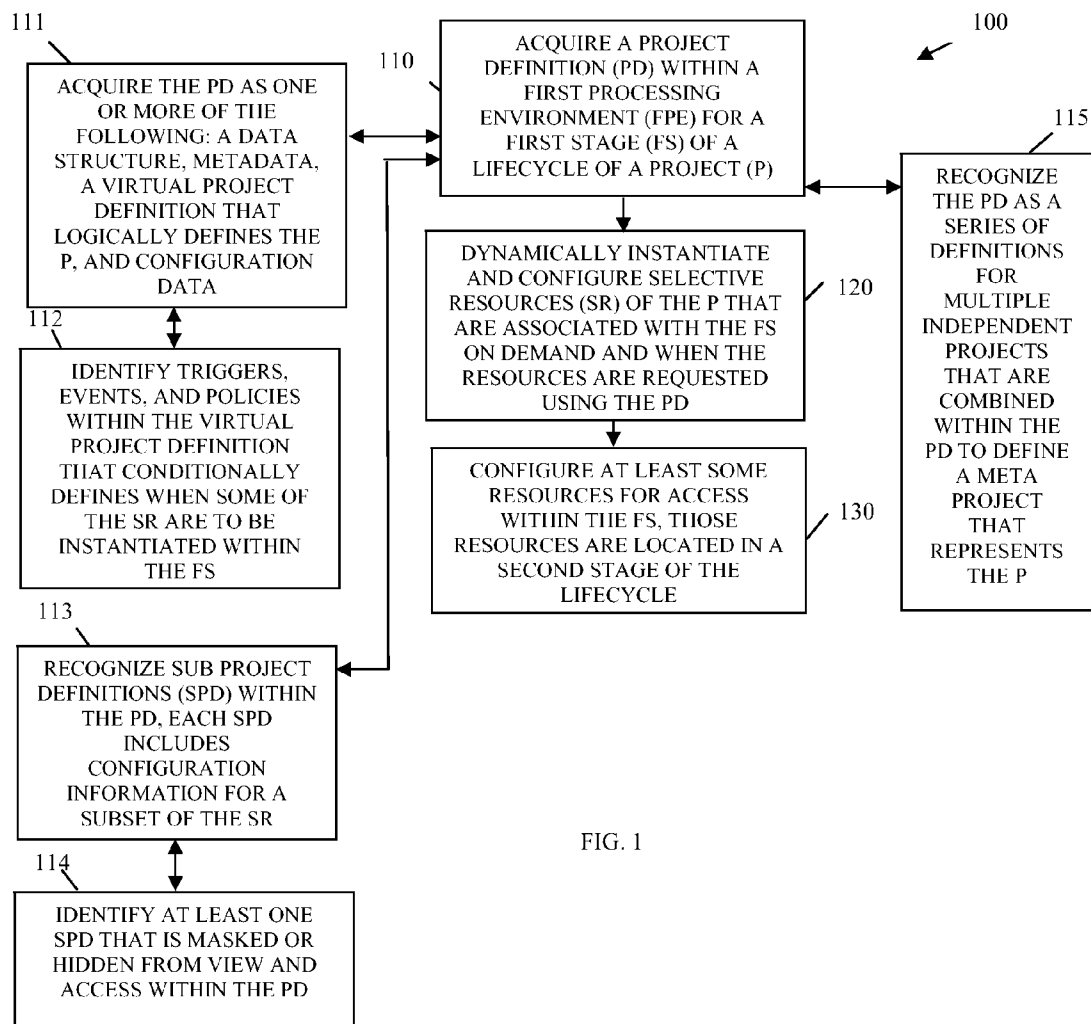 100
110
ACQUIRE A PROJECT
DEFINITION (PD) WITHIN A
FIRST PROCESSING
ENVIRONMENT (FPE) FOR A
FIRST STAGE (FS) OF A
LIFECYCLE OF A PROJECT (P)
111
ACQUIRE THE PD AS ONE
OR MORE OF THE
FOLLOWING: A DATA
STRUCTURE, METADATA,
A VIRTUAL PROJECT
DEFINITION THAT
LOGICALLY DEFINES THE
P, AND CONFIGURATION
DATA
112
IDENTIFY TRIGGERS,
EVENTS, AND POLICIES
WITHIN THE VIRTUAL
PROJECT DEFINITION
THAT CONDITIONALLY
DEFINES WHEN SOME OF
THE SR ARE TO BE
INSTANTIATED WITHIN
THE FS
113
RECOGNIZE SUB PROJECT
DEFINITIONS (SPD) WITHIN
THE PD, EACH SPD
INCLUDES
CONFIGURATION
INFORMATION FOR A
SUBSET OF THE SR
114
IDENTIFY AT LEAST ONE
SPD THAT IS MASKED OR
HIDDEN FROM VIEW AND
ACCESS WITHIN THE PD
115
RECOGNIZE
THE PD AS A
SERIES OF
DEFINITIONS
FOR
MULTIPLE
INDEPENDENT
PROJECTS
THAT ARE
COMBINED
WITHIN THE
PD TO DEFINE
A META
PROJECT
THAT
REPRESENTS
THE P
120
DYNAMICALLY INSTANTIATE
AND CONFIGURE SELECTIVE
RESOURCES (SR) OF THE P THAT
ARE ASSOCIATED WITH THE FS
ON DEMAND AND WHEN THE
RESOURCES ARE REQUESTED
USING THE PD
130
CONFIGURE AT LEAST SOME
RESOURCES FOR ACCESS
WITHIN THE FS, THOSE
RESOURCES ARE LOCATED IN A
SECOND STAGE OF THE
LIFECYCLE
FIG. 1